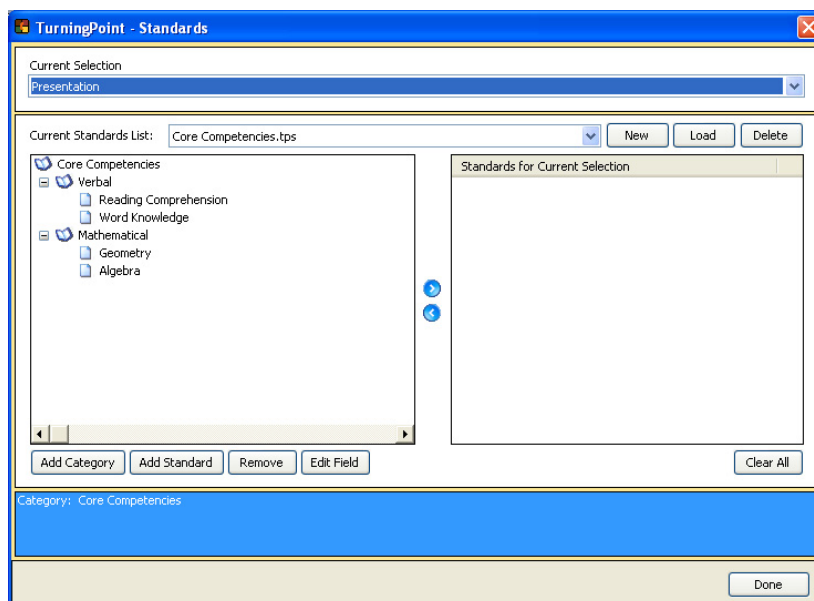 TurningPoint - Standards
Current Selection
Presentation
Current Standards List: Core Competencies.tps New Load Delete
Core Competencies
Verbal
Reading Comprehension
Word Knowledge
Mathematical
Geometry
Algebra
Standards for Current Selection
Add Category Add Standard Remove Edit Field Clear All
Category: Core Competencies
Done